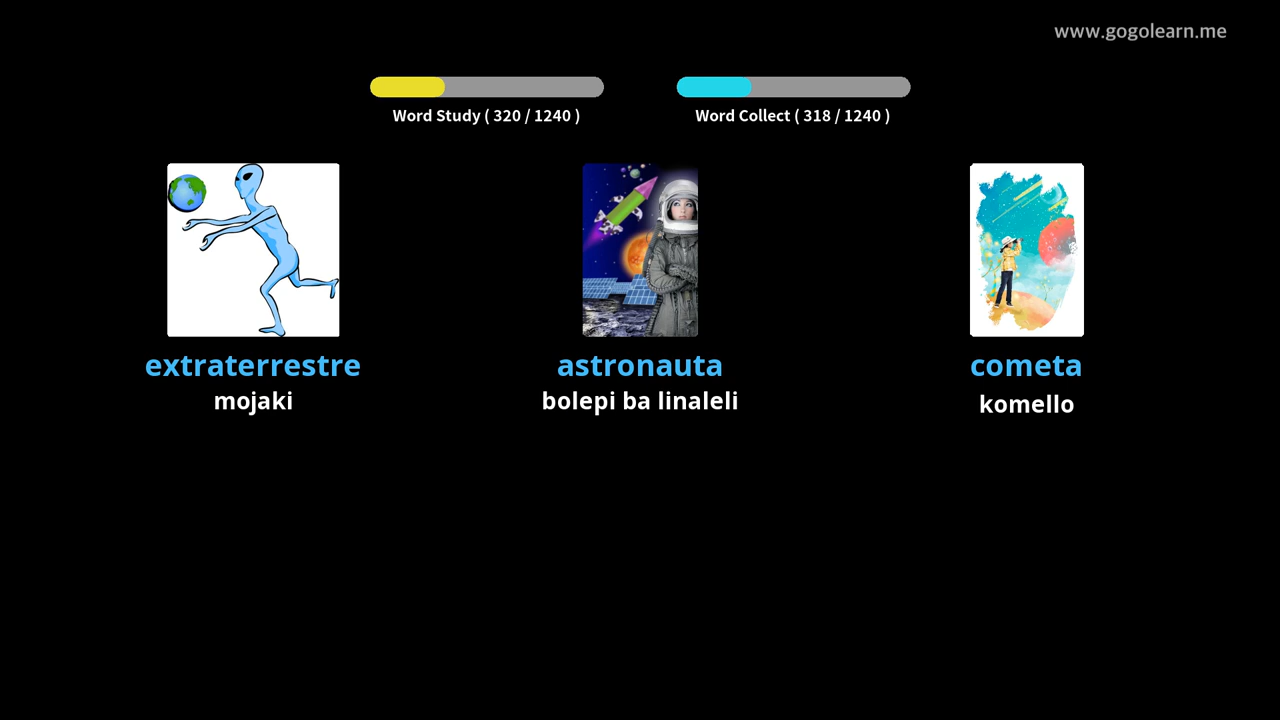 www.gogolearn.me
Word Study ( 320 / 1240 )
Word Collect ( 318 / 1240 )
extraterrestre
mojaki
astronauta
bolepi ba linaleli
cometa
komello